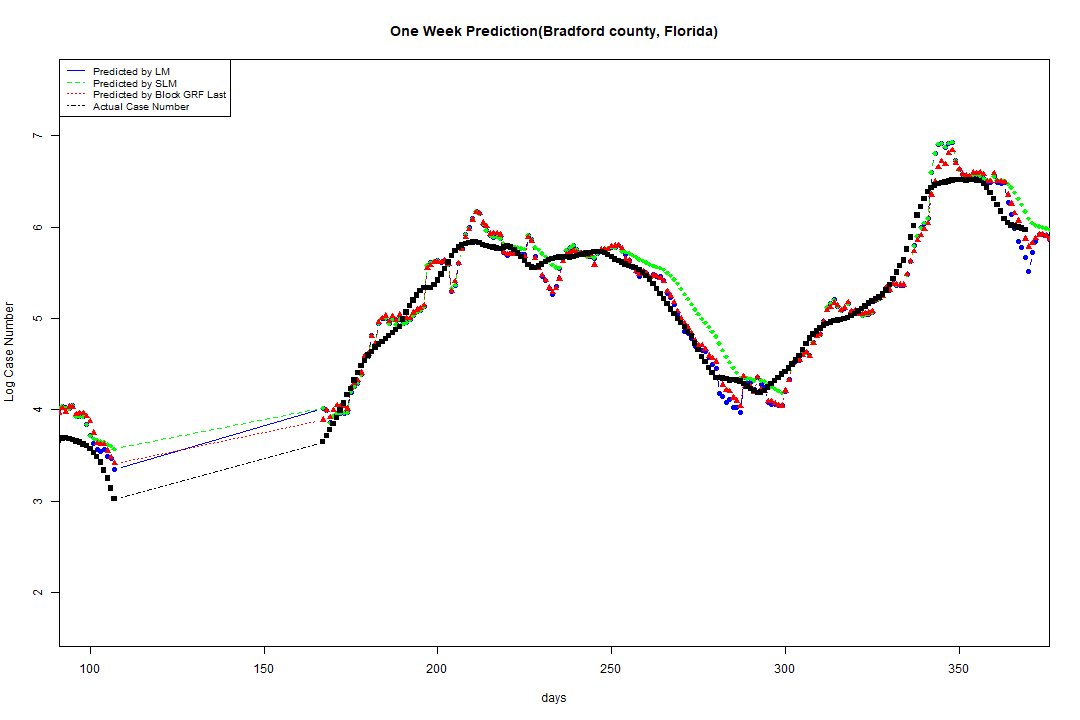 One Week Prediction(Bradford county, Florida)
Predicted by LM
Predicted by SLM
Predicted by Block GRF Last
Actual Case Number
Log Case Number
7
6
5
4
3
2
100 150 200 250 300 350
days